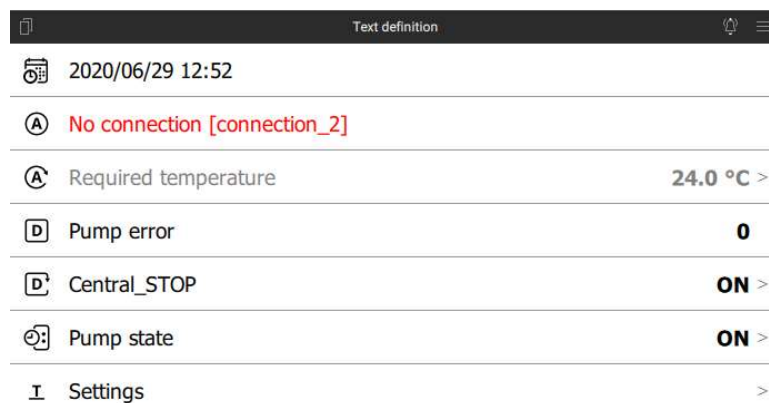 Text definition
2020/06/29 12:52
A No connection [connection_2]
A Required temperature 24.0 °C >
D Pump error 0
D Central_STOP ON >
Pump state ON >
T Settings >